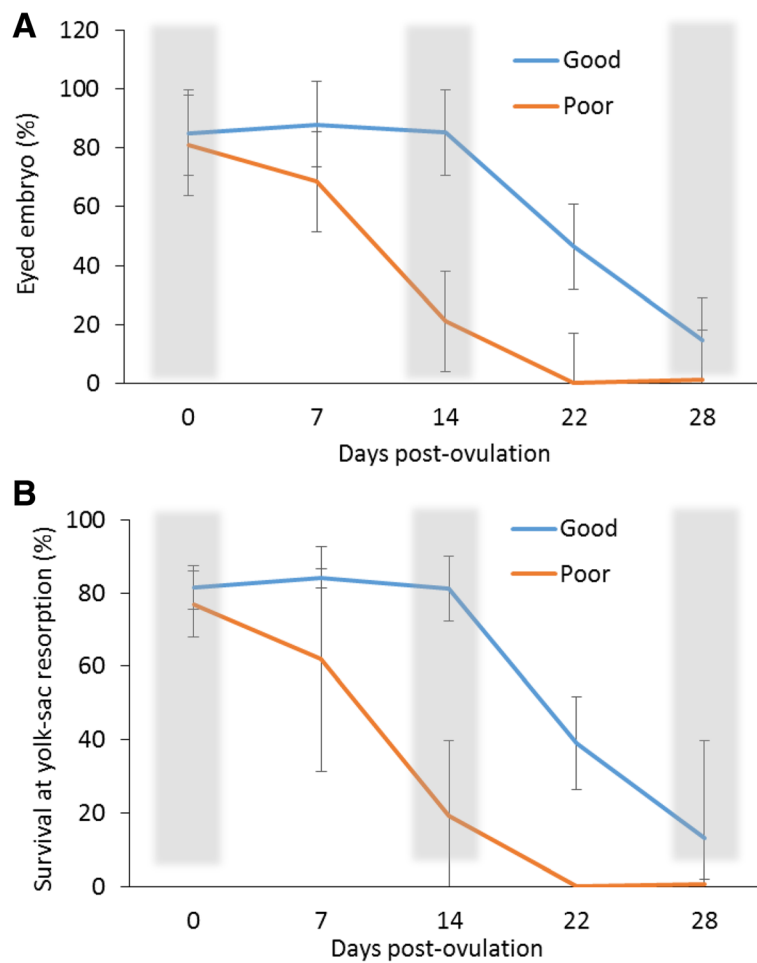 A
Eyed embryo (%)
120
100
80
60
40
20
0
Good
Poor
0 7 14 22 28
Days post-ovulation
B
Survival at yolk-sac resorption (%)
100
80
60
40
20
0
Good
Poor
0 7 14 22 28
Days post-ovulation